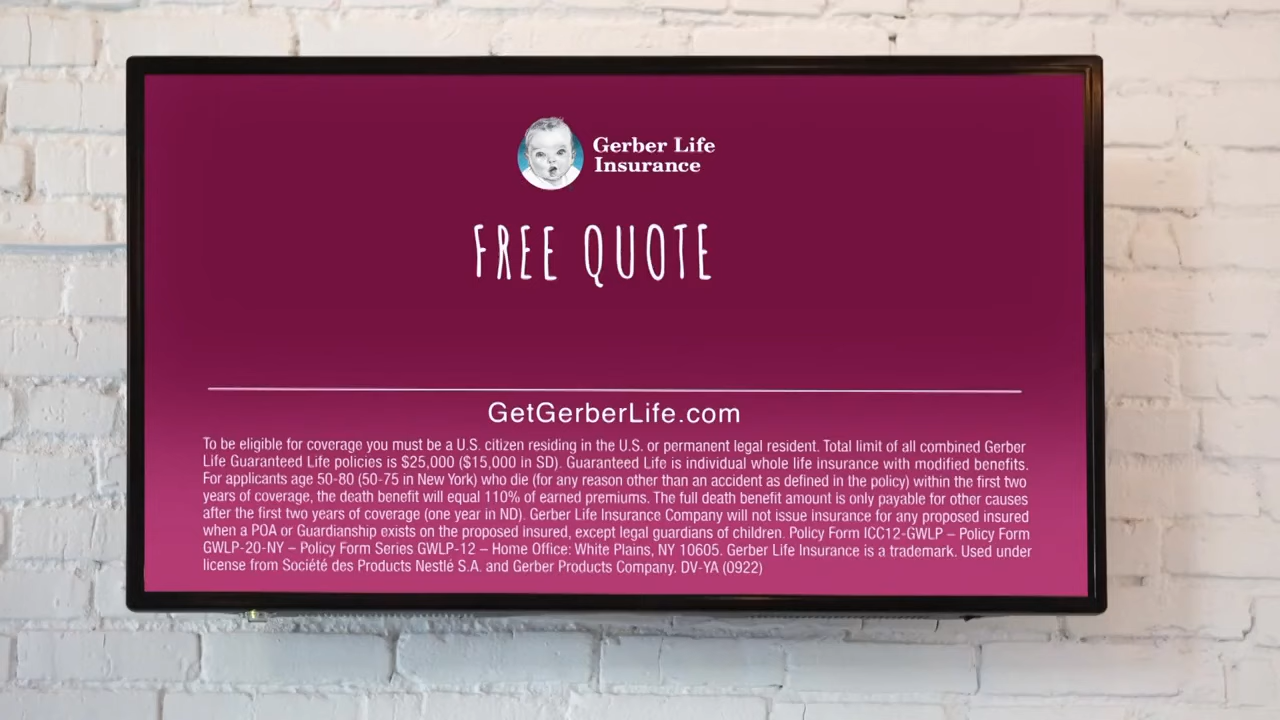 Gerber Life
Insurance
FREE QUOTE
GetGerberLife.com
To be eligible for coverage you must be a U.S. citizen residing in the U.S. or permanent legal resident. Total limit of all combined Gerber
Life Guaranteed Life policies is $25,000 ($15,000 in SD). Guaranteed Life is individual whole life insurance with modified benefits.
For applicants age 50-80 (50-75 in New York) who die (for any reason other than an accident as defined in the policy) within the first two
years of coverage, the death benefit will equal 110% of earned premiums. The full death benefit amount is only payable for other causes
after the first two years of coverage (one year in ND). Gerber Life Insurance Company will not issue insurance for any proposed insured
when a POA or Guardianship exists on the proposed insured, except legal guardians of children. Policy Form ICC12-GWLP – Policy Form
GWLP-20-NY – Policy Form Series GWLP-12 – Home Office: White Plains, NY 10605. Gerber Life Insurance is a trademark. Used under
license from Société des Produits Nestlé S.A. and Gerber Products Company. DV-YA (0922)